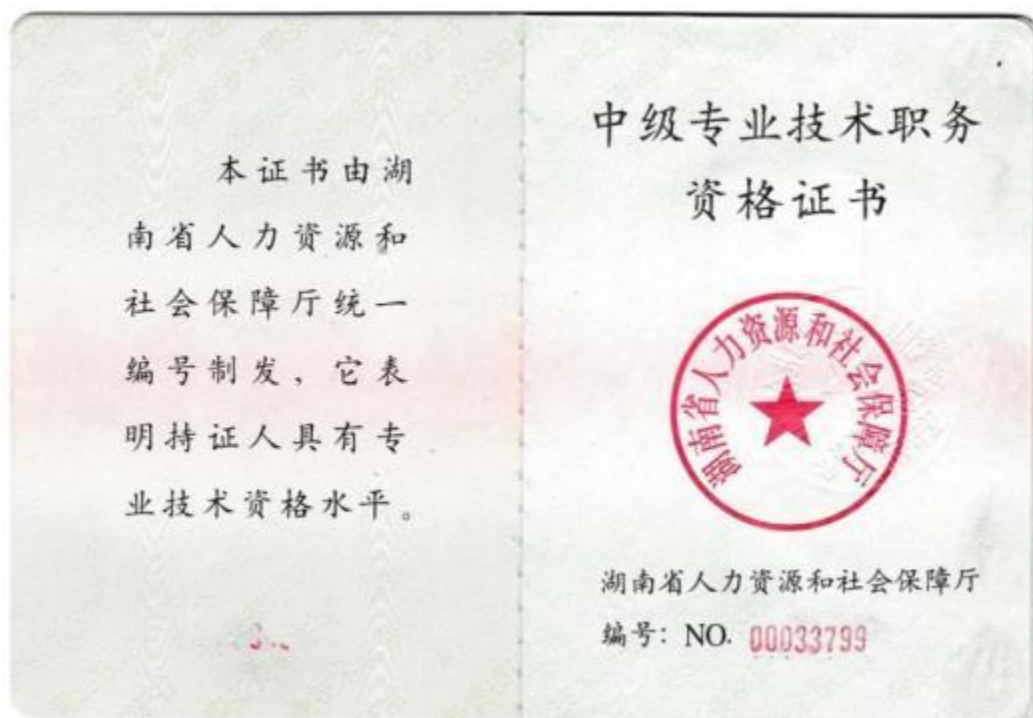 本证书由湖
南省人力资源和
社会保障厅统一
编号制发，它表
明持证人具有专
业技术资格水平。
中级专业技术职务
资格证书
湖南省人力资源和社会保障厅
湖南省人力资源和社会保障厅
编号：NO. 00033799